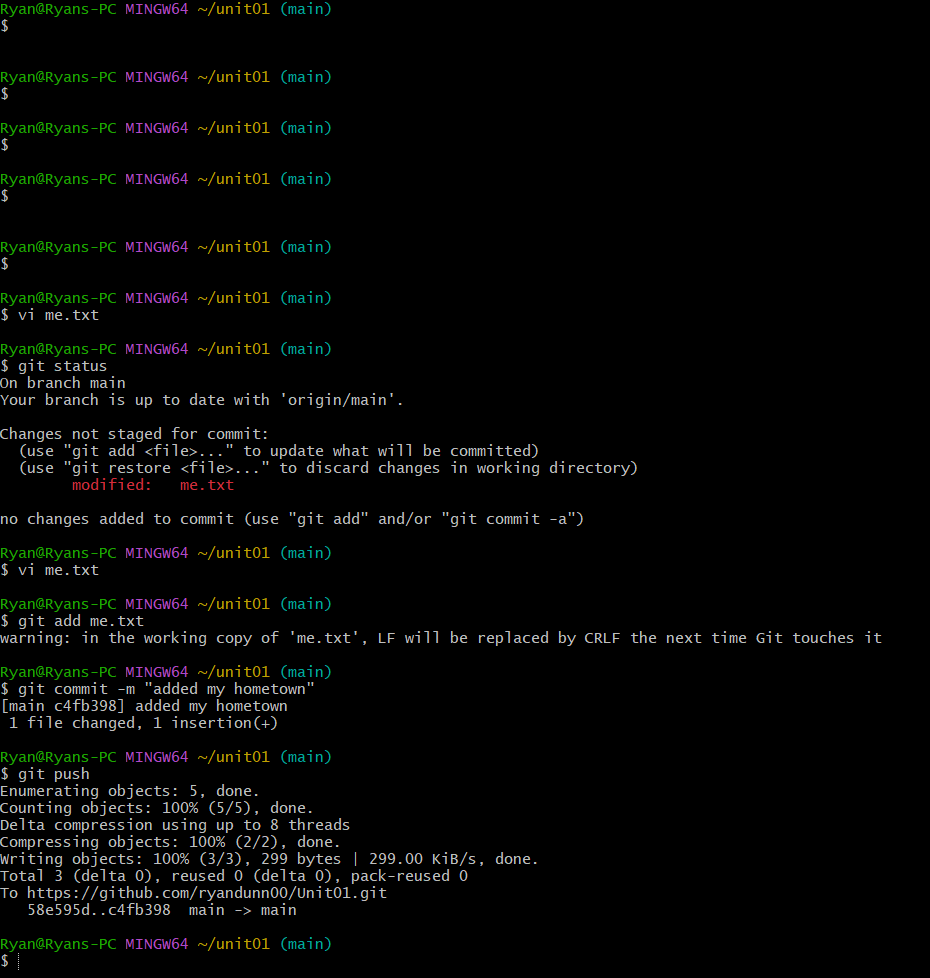 Ryan@Ryans-PC MINGW64 ~/unit01 (main)
$
Ryan@Ryans-PC MINGW64 ~/unit01 (main)
$
Ryan@Ryans-PC MINGW64 ~/unit01 (main)
$
Ryan@Ryans-PC MINGW64 ~/unit01 (main)
$
Ryan@Ryans-PC MINGW64 ~/unit01 (main)
$
Ryan@Ryans-PC MINGW64 ~/unit01 (main)
$ vi me.txt
Ryan@Ryans-PC MINGW64 ~/unit01 (main)
$ git status
On branch main
Your branch is up to date with 'origin/main'.
Changes not staged for commit:
  (use "git add <file>..." to update what will be committed)
  (use "git restore <file>..." to discard changes in working directory)
        modified:   me.txt
no changes added to commit (use "git add" and/or "git commit -a")
Ryan@Ryans-PC MINGW64 ~/unit01 (main)
$ vi me.txt
Ryan@Ryans-PC MINGW64 ~/unit01 (main)
$ git add me.txt
warning: in the working copy of 'me.txt', LF will be replaced by CRLF the next time Git touches it
Ryan@Ryans-PC MINGW64 ~/unit01 (main)
$ git commit -m "added my hometown"
[main c4fb398] added my hometown
 1 file changed, 1 insertion(+)
Ryan@Ryans-PC MINGW64 ~/unit01 (main)
$ git push
Enumerating objects: 5, done.
Counting objects: 100% (5/5), done.
Delta compression using up to 8 threads
Compressing objects: 100% (2/2), done.
Writing objects: 100% (3/3), 299 bytes | 299.00 KiB/s, done.
Total 3 (delta 0), reused 0 (delta 0), pack-reused 0
To https://github.com/ryandunn00/Unit01.git
   58e595d..c4fb398  main -> main
Ryan@Ryans-PC MINGW64 ~/unit01 (main)
$